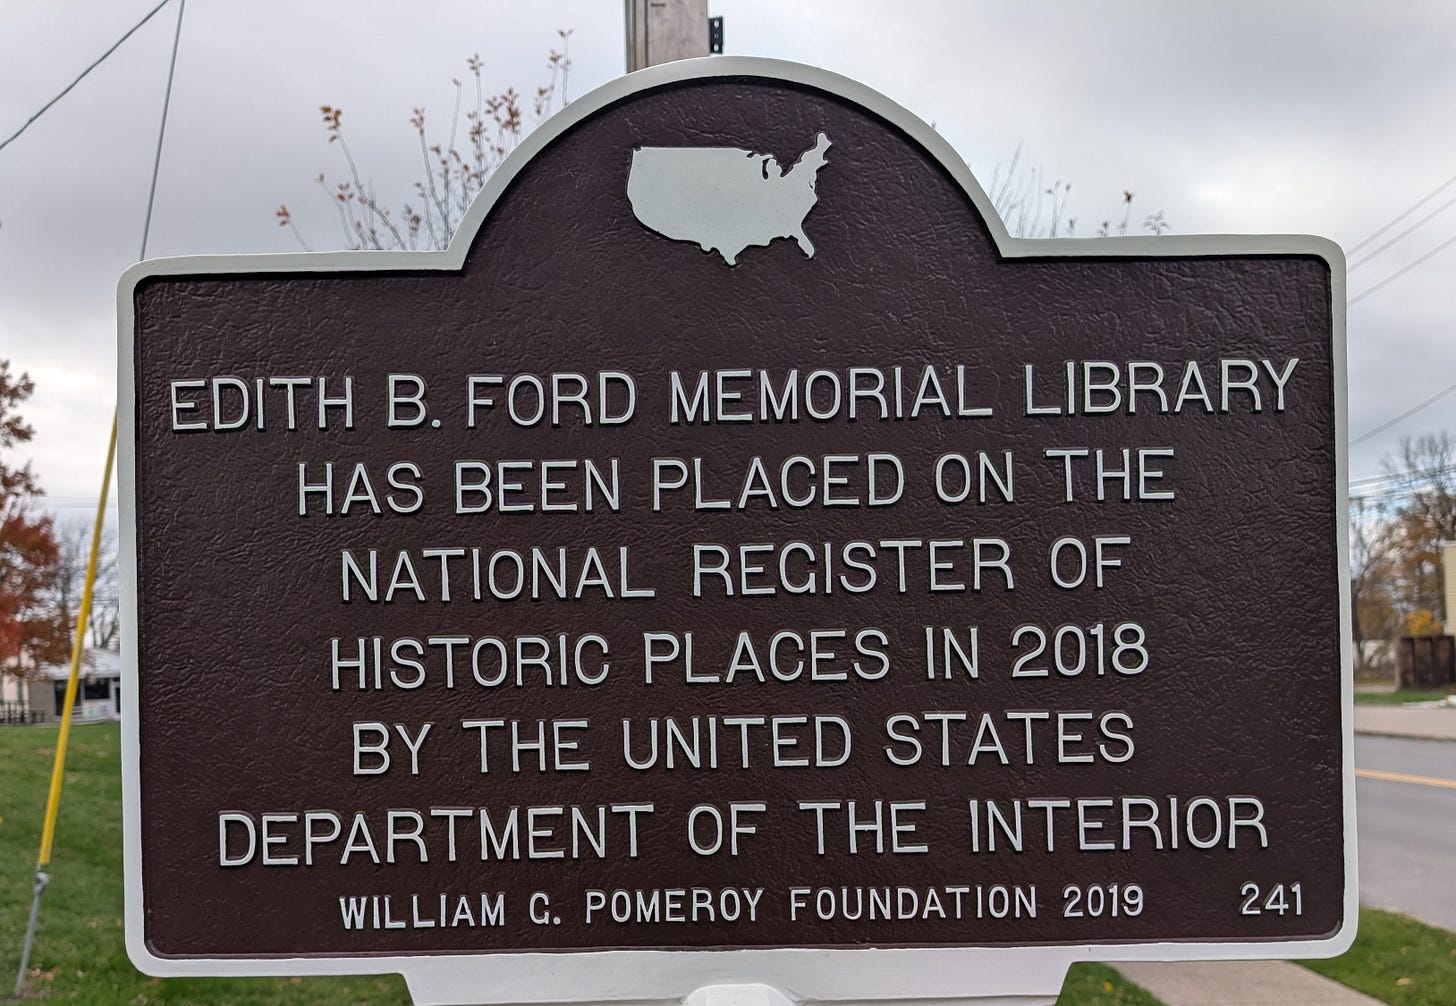 EDITH B. FORD MEMORIAL LIBRARY
HAS BEEN PLACED ON THE
NATIONAL REGISTER OF
HISTORIC PLACES IN 2018
BY THE UNITED STATES
DEPARTMENT OF THE INTERIOR
WILLIAM G. POMEROY FOUNDATION 2019 241